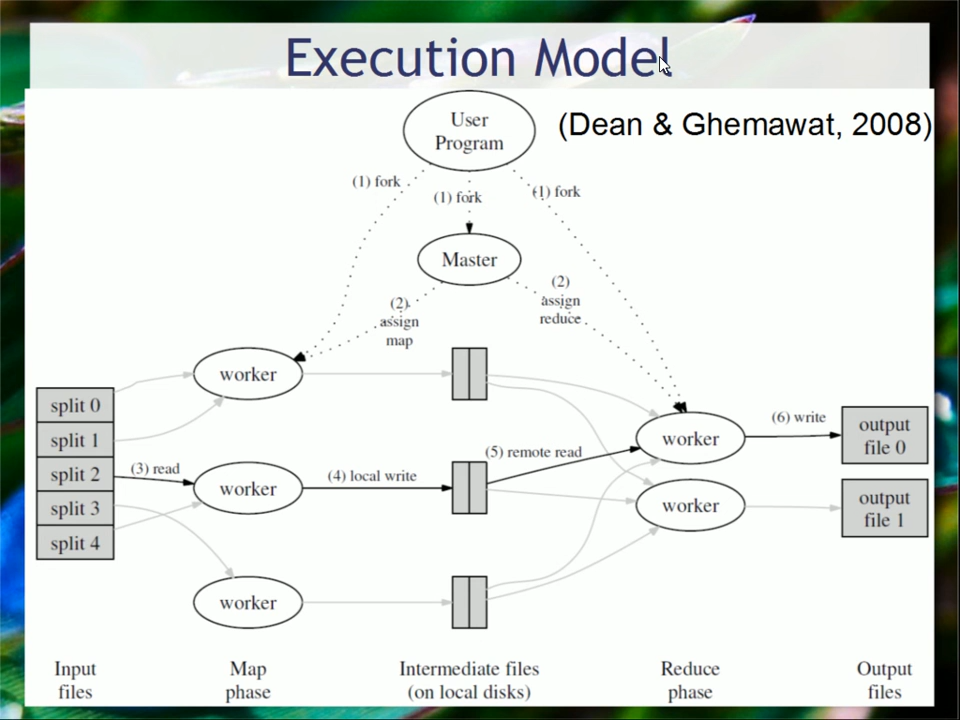 Execution Model
(Dean & Ghemawat, 2008)
User
Program
(1) fork
(1) fork
(1) fork
Master
(2)
assign
map
(2)
assign
reduce
worker
split 0
split 1
split 2
split 3
split 4
(3) read
worker
(4) local write
(5) remote read
worker
(6) write
output
file 0
worker
output
file 1
worker
Input
files
Map
phase
Intermediate files
(on local disks)
Reduce
phase
Output
files